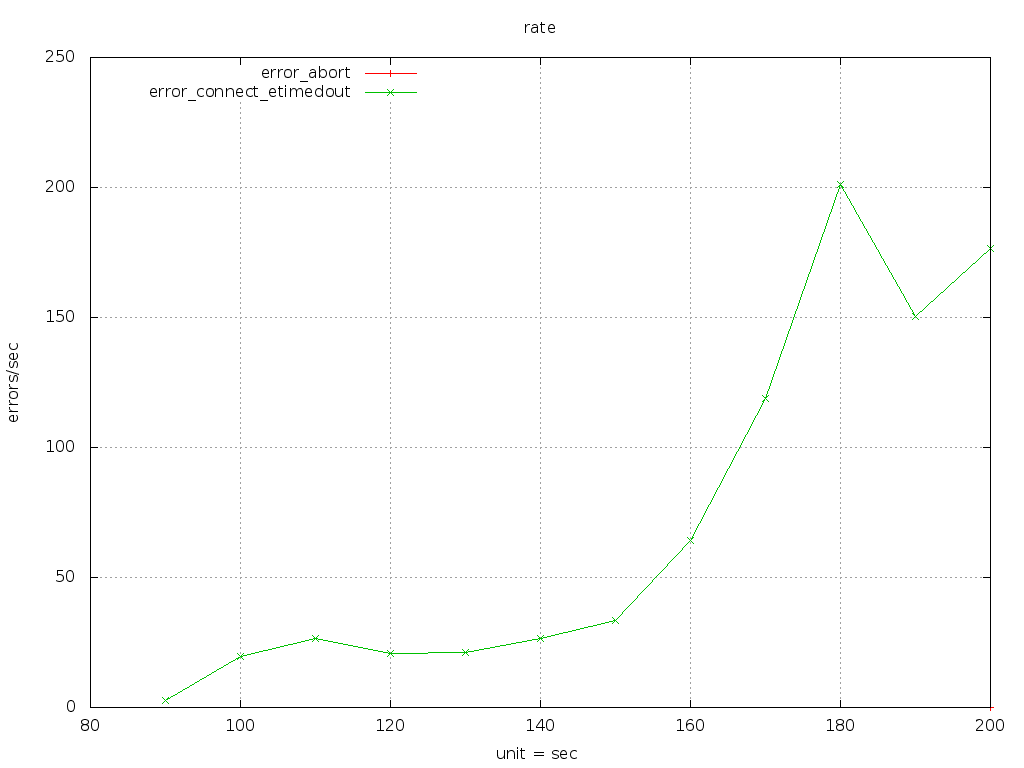 rate
250
error_abort
error_connect_etimedout
200
150
errors/sec
100
50
0
80 100 120 140 160 180 200
unit = sec